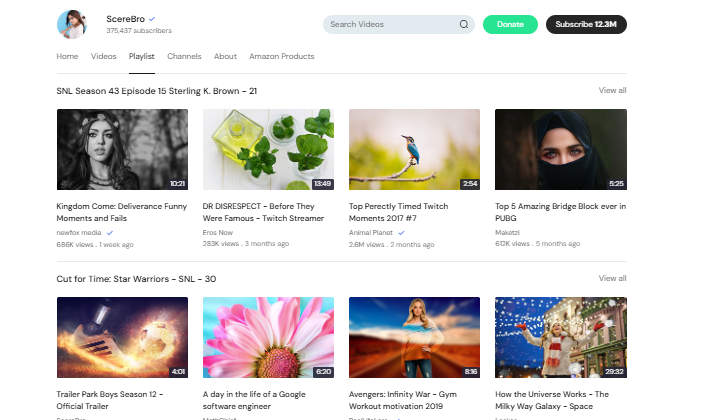 ScereBro
375,437 subscribers
Search Videos
Donate
Subscribe 12.3M
Home Videos Playlist Channels About Amazon Products
SNL Season 43 Episode 15 Sterling K. Brown - 21
View all
10:21
13:49
2:54
5:25
Kingdom Come: Deliverance Funny
Moments and Fails
newfox media
686K views . 1 week ago
DR DISRESPECT - Before They
Were Famous - Twitch Streamer
Eros Now
283K views . 3 months ago
Top Perectly Timed Twitch
Moments 2017 #7
Animal Planet
2.6M views . 2 months ago
Top 5 Amazing Bridge Block ever in
PUBG
Maketzi
612K views . 5 months ago
Cut for Time: Star Warriors - SNL - 30
View all
4:01
6:20
8:16
29:32
Trailer Park Boys Season 12 -
Official Trailer
A day in the life of a Google
software engineer
Avengers: Infinity War - Gym
Workout motivation 2019
How the Universe Works - The
Milky Way Galaxy - Space